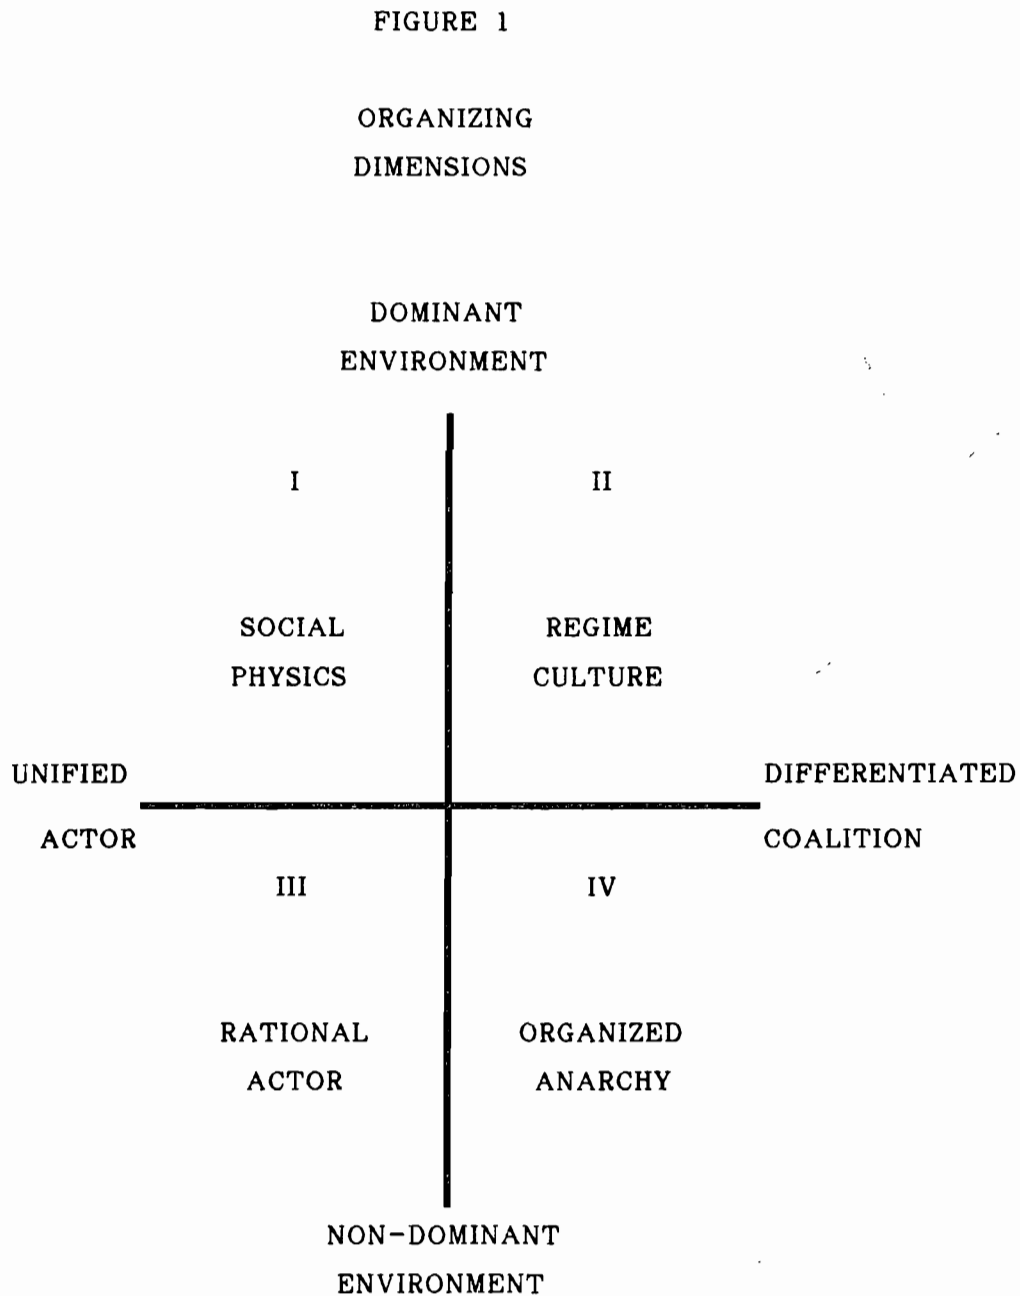 FIGURE 1
ORGANIZING
DIMENSIONS
DOMINANT
ENVIRONMENT
I
II
SOCIAL
PHYSICS
REGIME
CULTURE
UNIFIED
ACTOR
DIFFERENTIATED
COALITION
III
IV
RATIONAL
ACTOR
ORGANIZED
ANARCHY
NON-DOMINANT
ENVIRONMENT